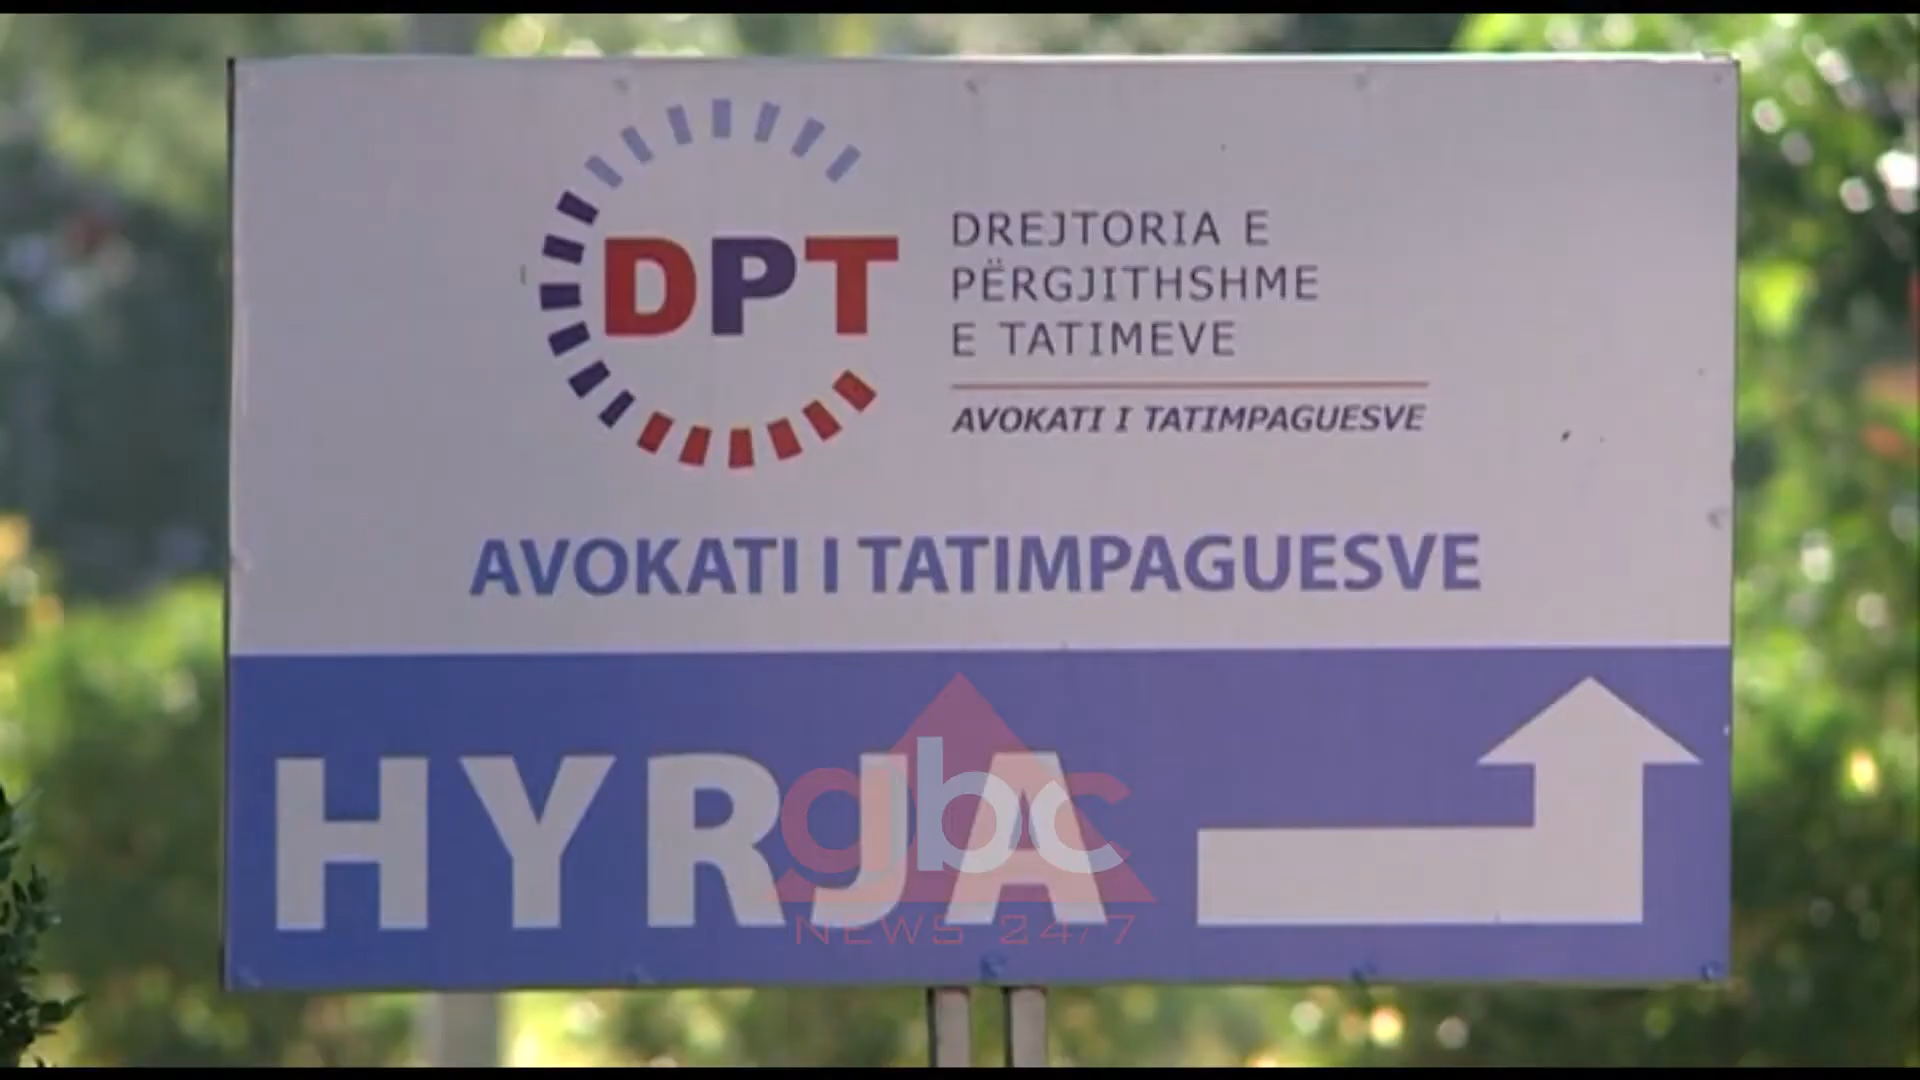 DPT
DREJTORIA E
PËRGJITHSHME
E TATIMEVE
AVOKATI I TATIMPAGUESVE
AVOKATI I TATIMPAGUESVE
HYRJA
gbc
NEWS 24/7